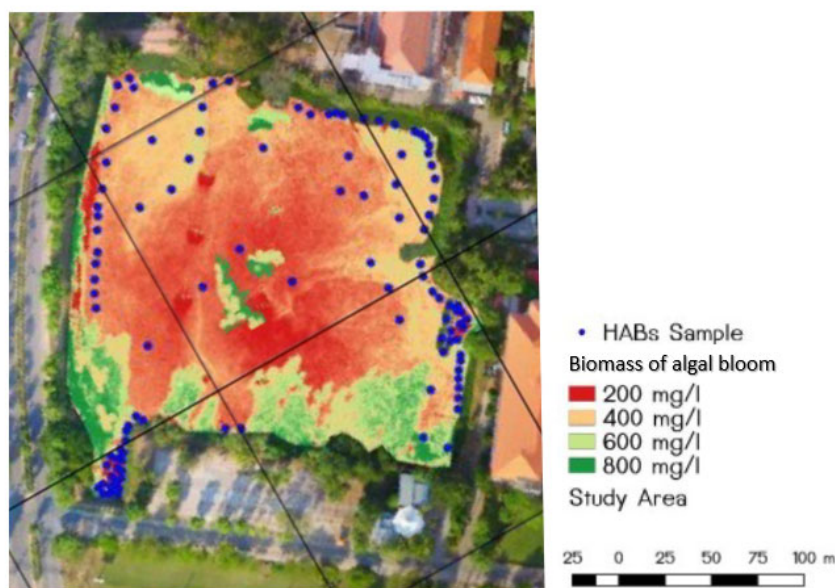 HABs Sample
Biomass of algal bloom
200 mg/l
400 mg/l
600 mg/l
800 mg/l
Study Area
25 0 25 50 75 100 m